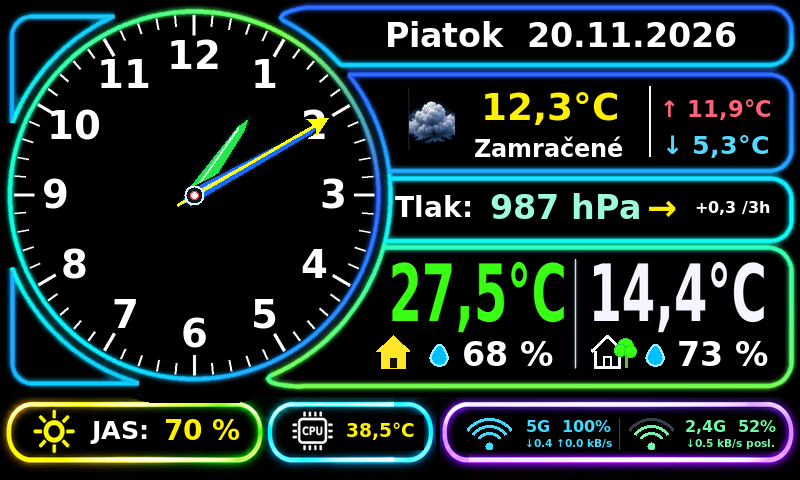 12
1
2
3
4
5
6
7
8
9
10
11
Piatok 20.11.2026
12,3°C
Zamračené
↑ 11,9°C
↓ 5,3°C
Tlak: 987 hPa → +0,3 /3h
27,5°C 14,4°C
68 % 73 %
JAS: 70 %
CPU 38,5°C
5G 100%
↓0.4 ↑0.0 kB/s
2,4G 52%
↓0.5 kB/s posl.